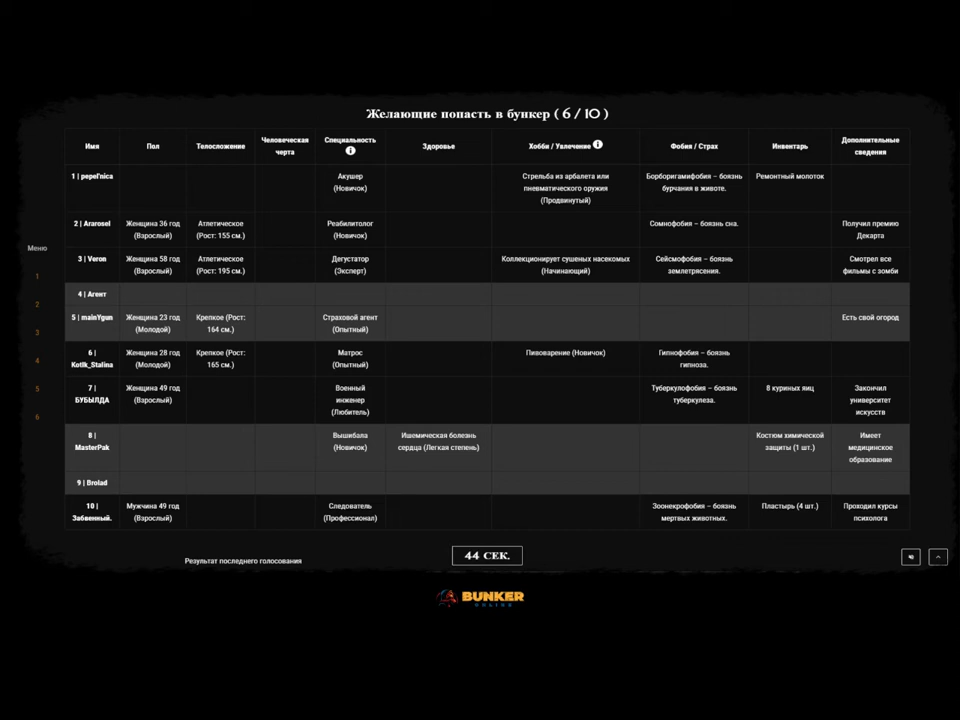 Желающие попасть в бункер ( 6 / 10 )
Имя Пол Телосложение Человеческая черта Специальность Здоровье Хобби / Увлечение Фобия / Страх Инвентарь Дополнительные сведения
1 | pepel'nica Акушер (Новичок) Стрельба из арбалета или пневматического оружия (Продвинутый) Борборигамифобия – боязнь бурчания в животе. Ремонтный молоток
2 | Ararosel Женщина 36 год (Взрослый) Атлетическое (Рост: 155 см.) Реабилитолог (Новичок) Сомнофобия – боязнь сна. Получил премию Декарта
3 | Veron Женщина 58 год (Взрослый) Атлетическое (Рост: 195 см.) Дегустатор (Эксперт) Коллекционирует сушеных насекомых (Начинающий) Сейсмофобия – боязнь землетрясения. Смотрел все фильмы с зомби
4 | Агент
5 | mainYgun Женщина 23 год (Молодой) Крепкое (Рост: 164 см.) Страховой агент (Опытный) Есть свой огород
6 | Kotlk_Stalina Женщина 28 год (Молодой) Крепкое (Рост: 165 см.) Матрос (Опытный) Пивоварение (Новичок) Гипнофобия – боязнь гипноза.
7 | БУБЫЛДА Женщина 49 год (Взрослый) Военный инженер (Любитель) Туберкулофобия – боязнь туберкулеза. 8 куриных яиц Закончил университет искусств
8 | MasterPak Вышибала (Новичок) Ишемическая болезнь сердца (Легкая степень) Костюм химической защиты (1 шт.) Имеет медицинское образование
9 | Brolad
10 | Забвенный. Мужчина 49 год (Взрослый) Следователь (Профессионал) Зоонекрофобия – боязнь мертвых животных. Пластырь (4 шт.) Проходил курсы психолога
Меню
1
2
3
4
5
6
Результат последнего голосования
44 СЕК.
BUNKER
ONLINE